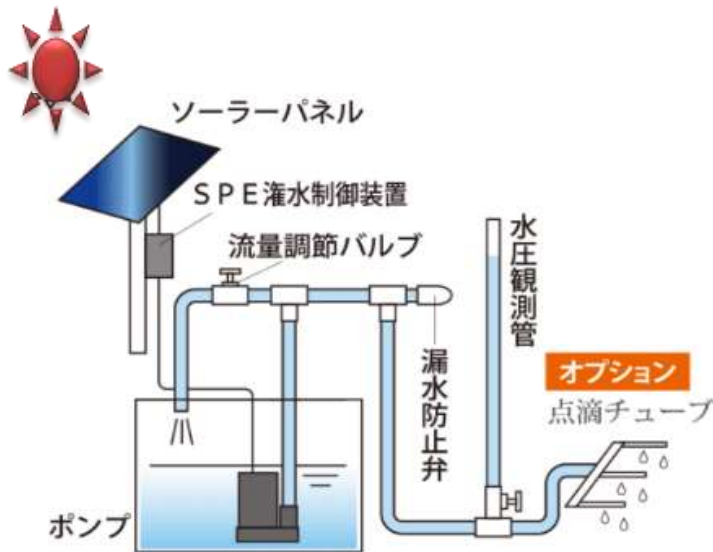 ソーラーパネル
ＳＰＥ潅水制御装置
流量調節バルブ
水圧観測管
漏水防止弁
オプション
点滴チューブ
ポンプ